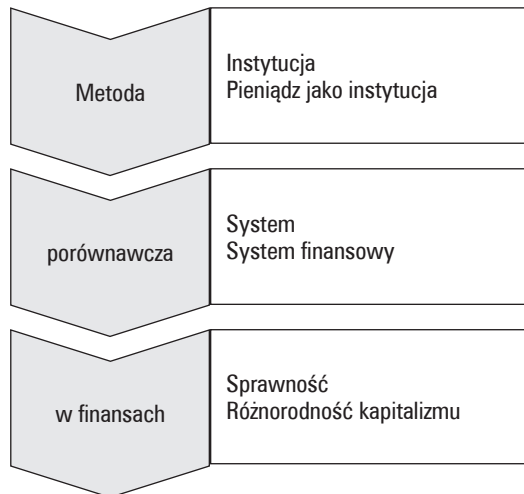 Metoda
Instytucja
Pieniądz jako instytucja
porównawcza
System
System finansowy
w finansach
Sprawność
Różnorodność kapitalizmu